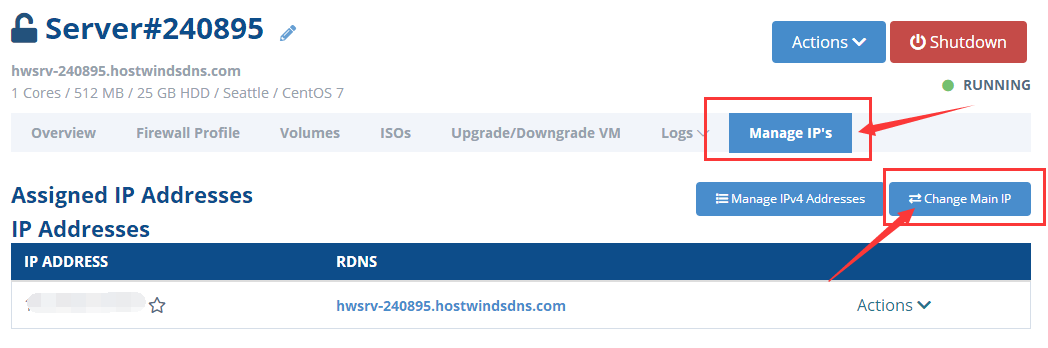 Server#240895
Actions
Shutdown
hwsrv-240895.hostwindsdns.com
1 Cores / 512 MB / 25 GB HDD / Seattle / CentOS 7
RUNNING
Overview Firewall Profile Volumes ISOs Upgrade/Downgrade VM Logs Manage IP's
Assigned IP Addresses
Manage IPv4 Addresses Change Main IP
IP Addresses
IP ADDRESS RDNS
hwsrv-240895.hostwindsdns.com Actions